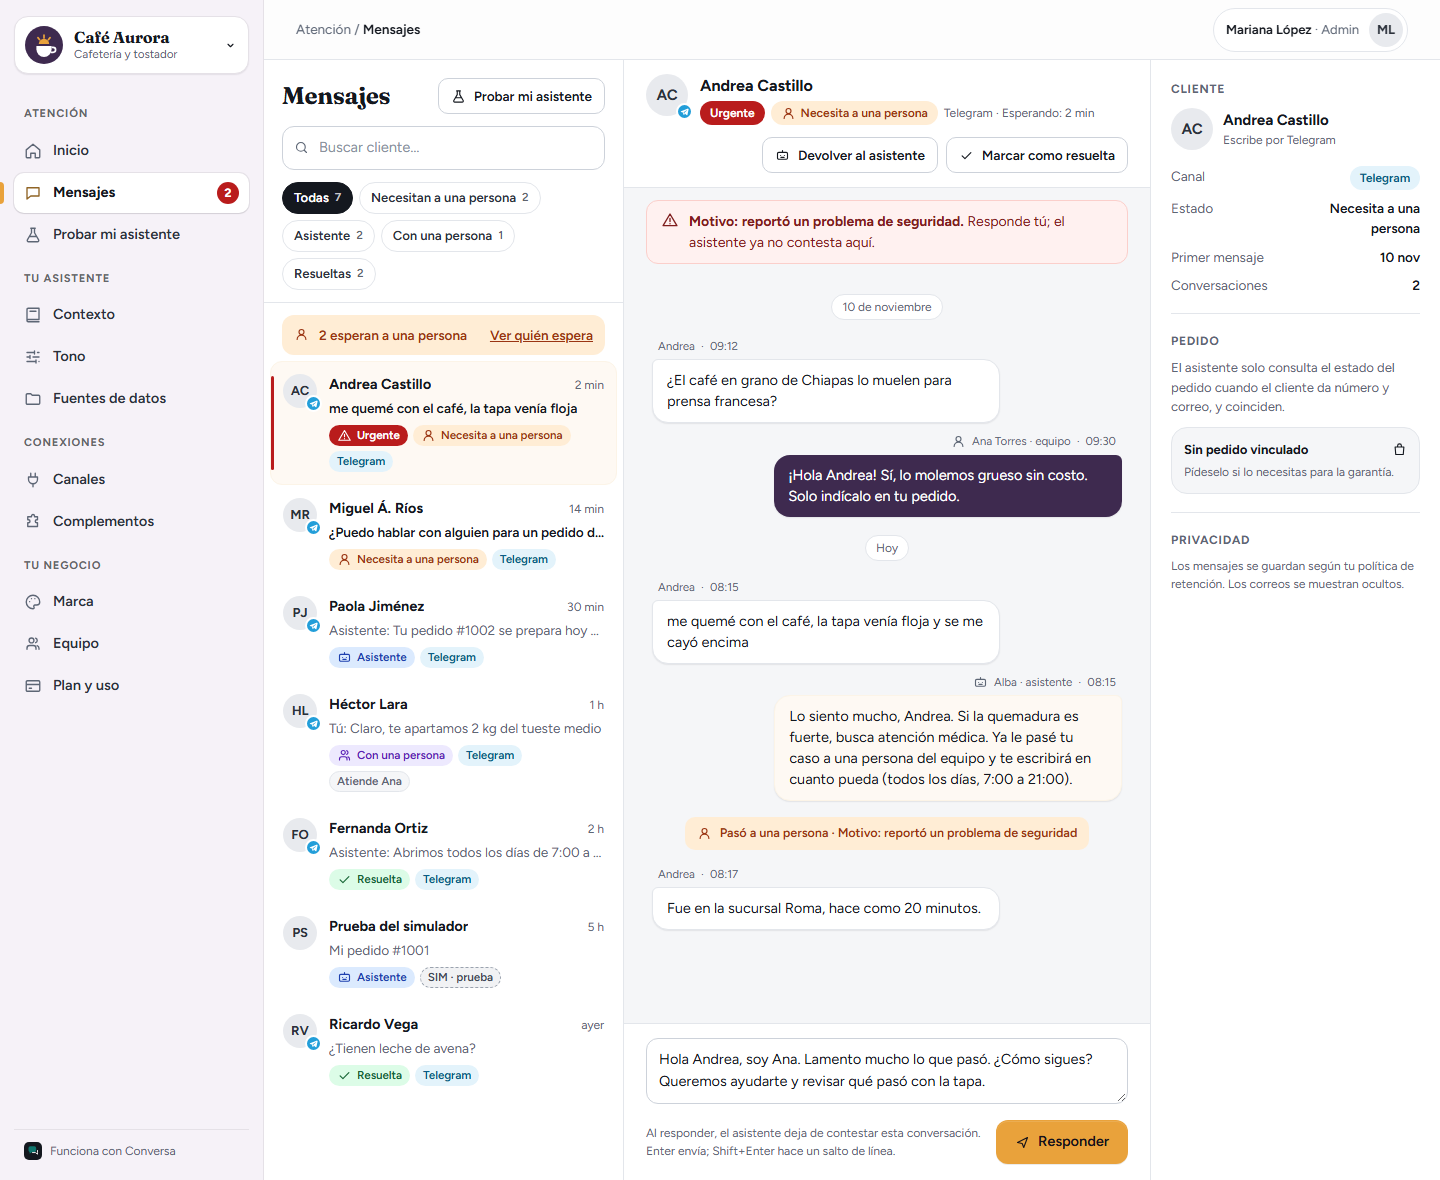 Café Aurora
Cafetería y tostador
ATENCIÓN
Inicio
Mensajes
2
Probar mi asistente
TU ASISTENTE
Contexto
Tono
Fuentes de datos
CONEXIONES
Canales
Complementos
TU NEGOCIO
Marca
Equipo
Plan y uso
Funciona con Conversa
Atención / Mensajes
Mariana López · Admin
ML
Mensajes
Probar mi asistente
Buscar cliente...
Todas 7
Necesitan a una persona 2
Asistente 2
Con una persona 1
Resueltas 2
2 esperan a una persona
Ver quién espera
AC
Andrea Castillo
2 min
me quemé con el café, la tapa venía floja
Urgente
Necesita a una persona
Telegram
MR
Miguel Á. Ríos
14 min
¿Puedo hablar con alguien para un pedido d...
Necesita a una persona
Telegram
PJ
Paola Jiménez
30 min
Asistente: Tu pedido #1002 se prepara hoy ...
Asistente
Telegram
HL
Héctor Lara
1 h
Tú: Claro, te apartamos 2 kg del tueste medio
Con una persona
Telegram
Atiende Ana
FO
Fernanda Ortiz
2 h
Asistente: Abrimos todos los días de 7:00 a ...
Resuelta
Telegram
PS
Prueba del simulador
5 h
Mi pedido #1001
Asistente
SIM · prueba
RV
Ricardo Vega
ayer
¿Tienen leche de avena?
Resuelta
Telegram
AC
Andrea Castillo
Urgente
Necesita a una persona
Telegram · Esperando: 2 min
Devolver al asistente
Marcar como resuelta
Motivo: reportó un problema de seguridad. Responde tú; el
asistente ya no contesta aquí.
10 de noviembre
Andrea · 09:12
¿El café en grano de Chiapas lo muelen para
prensa francesa?
Ana Torres · equipo · 09:30
¡Hola Andrea! Sí, lo molemos grueso sin costo.
Solo indícalo en tu pedido.
Hoy
Andrea · 08:15
me quemé con el café, la tapa venía floja y se me
cayó encima
Alba · asistente · 08:15
Lo siento mucho, Andrea. Si la quemadura es
fuerte, busca atención médica. Ya le pasé tu
caso a una persona del equipo y te escribirá en
cuanto pueda (todos los días, 7:00 a 21:00).
Pasó a una persona · Motivo: reportó un problema de seguridad
Andrea · 08:17
Fue en la sucursal Roma, hace como 20 minutos.
Hola Andrea, soy Ana. Lamento mucho lo que pasó. ¿Cómo sigues?
Queremos ayudarte y revisar qué pasó con la tapa.
Al responder, el asistente deja de contestar esta conversación.
Enter envía; Shift+Enter hace un salto de línea.
Responder
CLIENTE
AC
Andrea Castillo
Escribe por Telegram
Canal
Telegram
Estado
Necesita a una
persona
Primer mensaje
10 nov
Conversaciones
2
PEDIDO
El asistente solo consulta el estado del
pedido cuando el cliente da número y
correo, y coinciden.
Sin pedido vinculado
Pídeselo si lo necesitas para la garantía.
PRIVACIDAD
Los mensajes se guardan según tu política de
retención. Los correos se muestran ocultos.